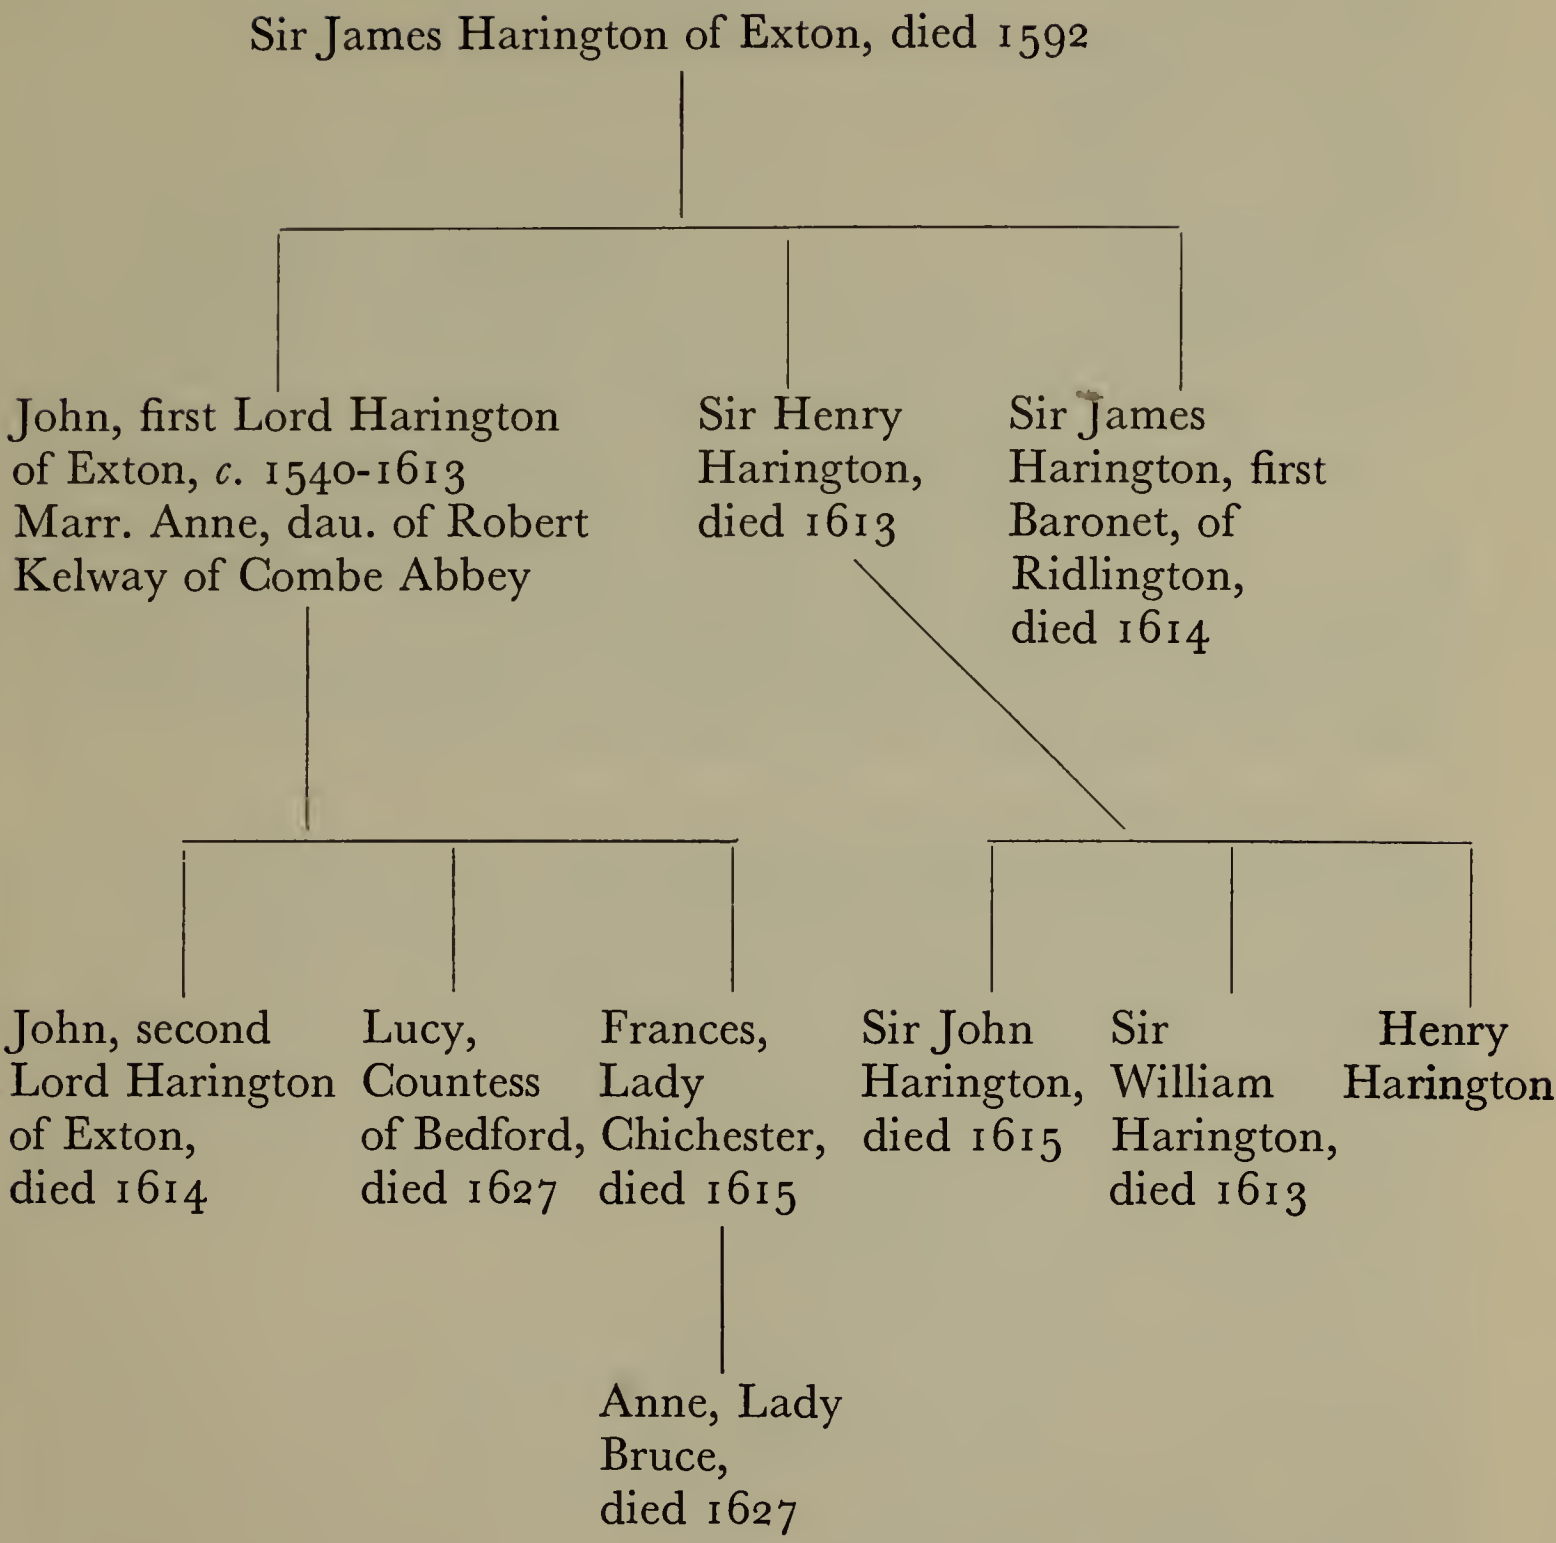 Sir James Harington of Exton, died 1592
John, first Lord Harington
of Exton, c. 1540-1613
Marr. Anne, dau. of Robert
Kelway of Combe Abbey
Sir Henry
Harington,
died 1613
Sir James
Harington, first
Baronet, of
Ridlington,
died 1614
John, second
Lord Harington
of Exton,
died 1614
Lucy,
Countess
of Bedford,
died 1627
Frances,
Lady
Chichester,
died 1615
Sir John
Harington,
died 1615
Sir
William
Harington,
died 1613
Henry
Harington
Anne, Lady
Bruce,
died 1627